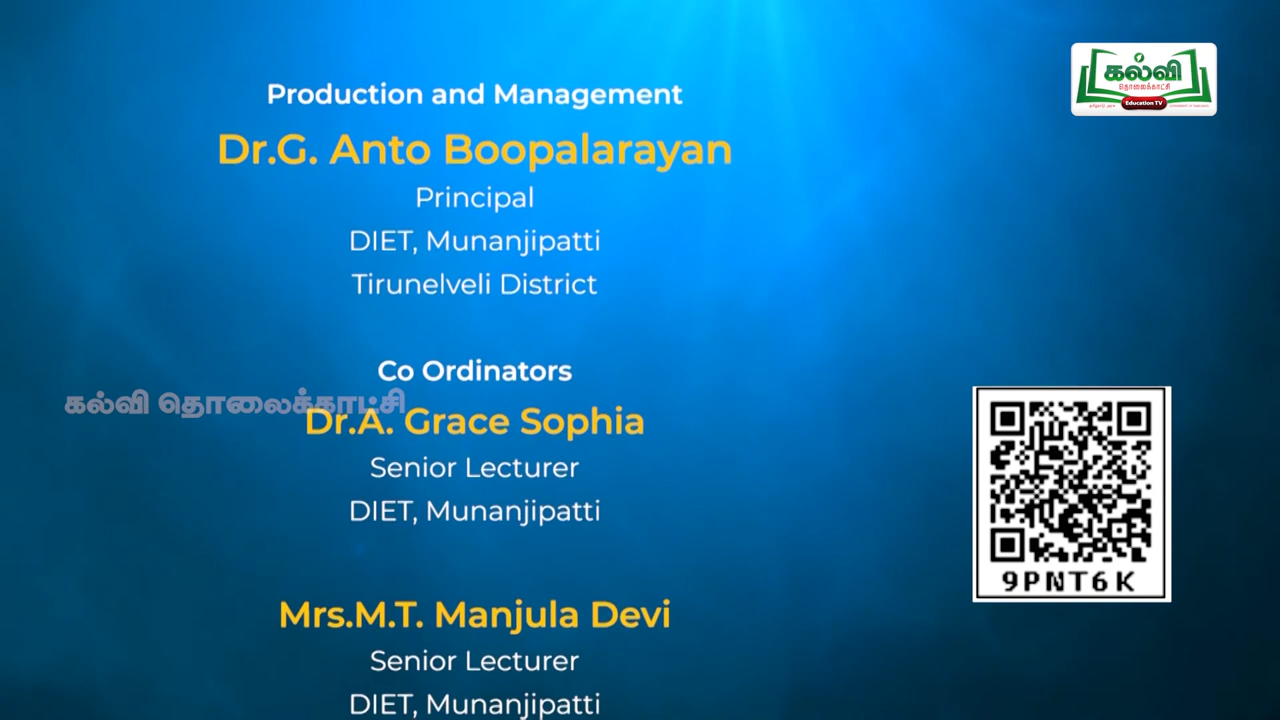 Production and Management
Dr.G. Anto Boopalarayan
Principal
DIET, Munanjipatti
Tirunelveli District
Co Ordinators
Dr.A. Grace Sophia
Senior Lecturer
DIET, Munanjipatti
Mrs.M.T. Manjula Devi
Senior Lecturer
DIET, Munanjipatti
கல்வி தொலைக்காட்சி
கல்வி
தொலைக்காட்சி
Education TV
9PNT6K